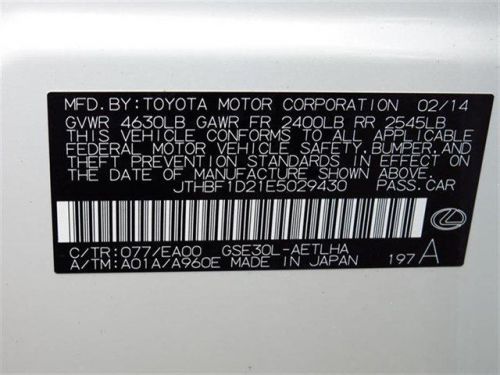 MFD.BY:TOYOTA MOTOR CORPORATION 02/14
GVWR 4630LB GAWR FR 2400LB RR 2545LB
THIS VEHICLE CONFORMS TO ALL APPLICABLE
FEDERAL MOTOR VEHICLE SAFETY,BUMPER,AND
THEFT PREVENTION STANDARDS IN EFFECT ON
THE DATE OF MANUFACTURE SHOWN ABOVE.
JTHBF1D21E5029430 PASS.CAR
C/TR:077/EA00 GSE30L-AETLHA
A/TM:A01A/A960E MADE IN JAPAN 197 A